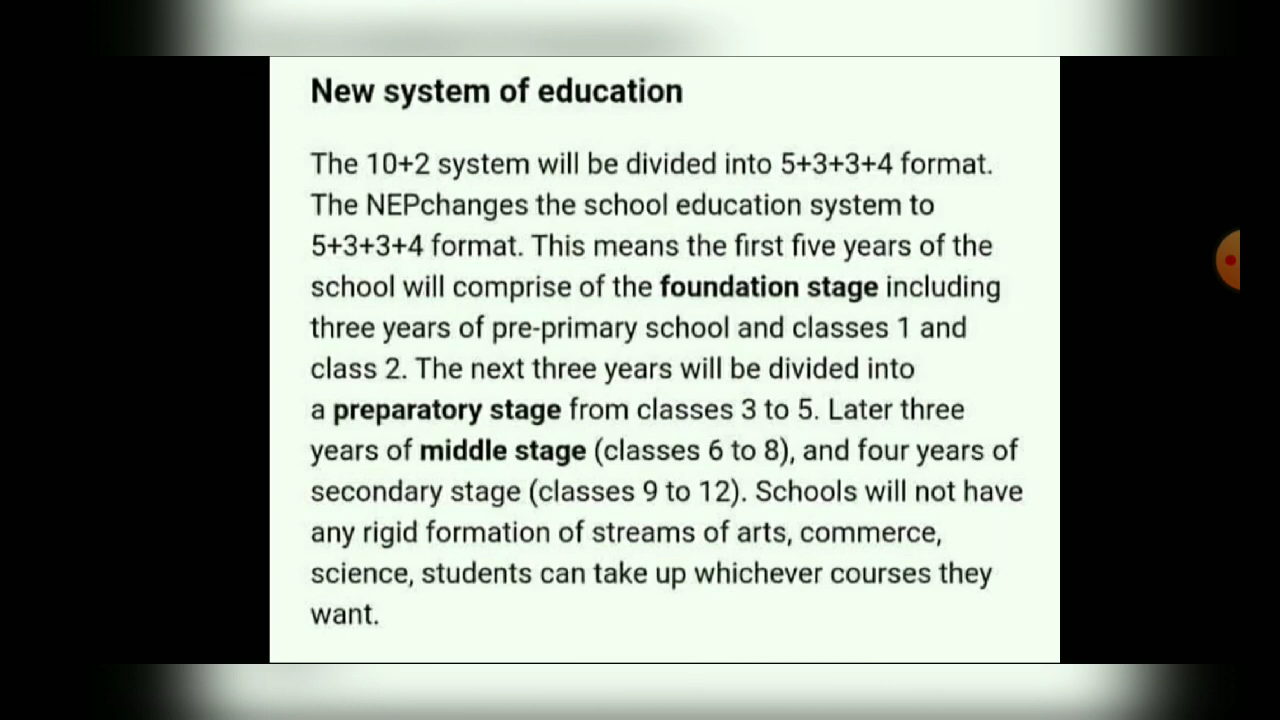 New system of education
The 10+2 system will be divided into 5+3+3+4 format.
The NEPchanges the school education system to
5+3+3+4 format. This means the first five years of the
school will comprise of the foundation stage including
three years of pre-primary school and classes 1 and
class 2. The next three years will be divided into
a preparatory stage from classes 3 to 5. Later three
years of middle stage (classes 6 to 8), and four years of
secondary stage (classes 9 to 12). Schools will not have
any rigid formation of streams of arts, commerce,
science, students can take up whichever courses they
want.